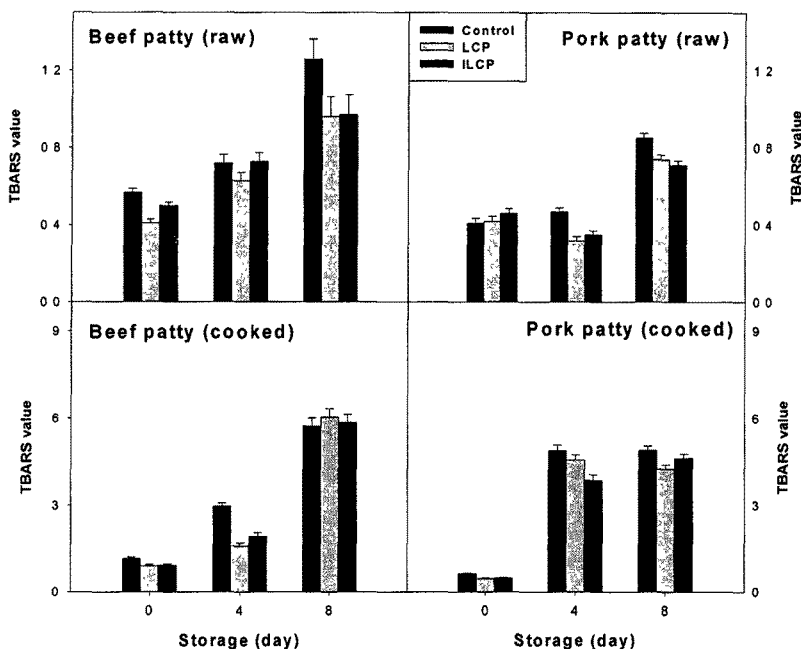 Beef patty (raw)
Control
LCP
ILCP
Pork patty (raw)
TBARS value
1 2
0 8
0 4
0 0
1 2
0 8
0 4
0 0
TBARS value
Beef patty (cooked)
Pork patty (cooked)
TBARS value
9
6
3
0
9
6
3
0
TBARS value
0 4 8
0 4 8
Storage (day)
Storage (day)